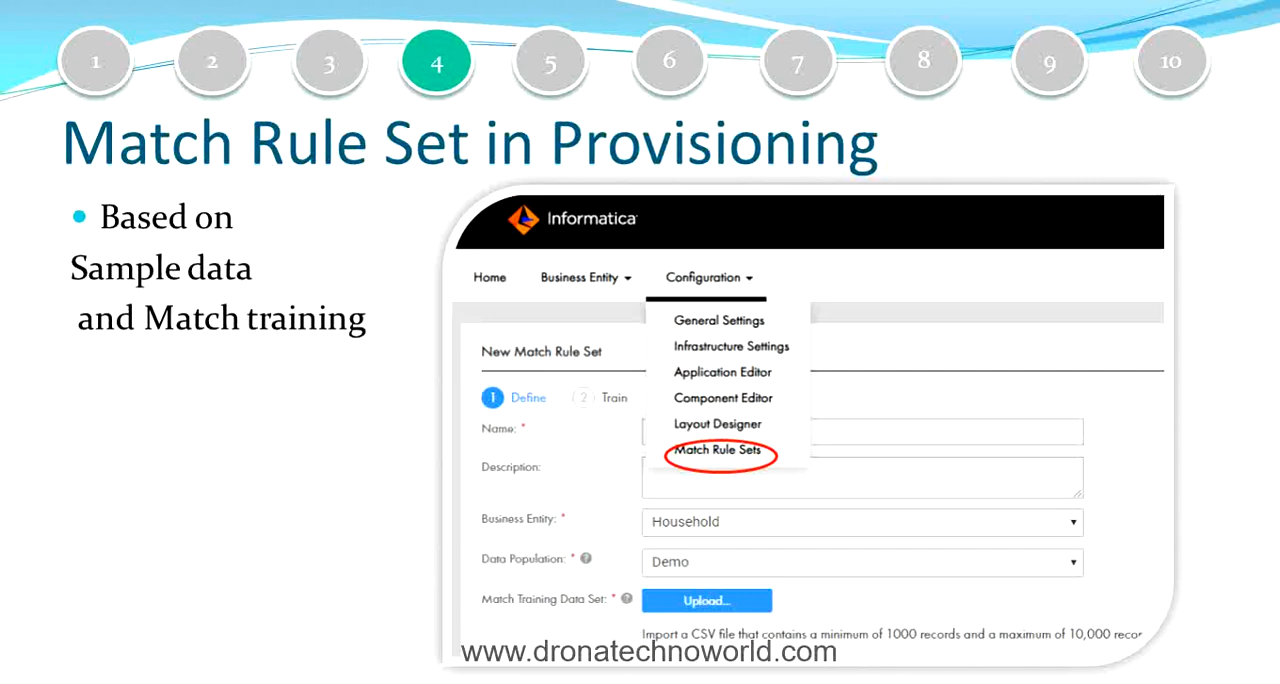 1 2 3 4 5 6 7 8 9 10
Match Rule Set in Provisioning
Based on
Sample data
and Match training
Informatica
Home Business Entity Configuration
General Settings
Infrastructure Settings
Application Editor
Component Editor
Layout Designer
Match Rule Sets
New Match Rule Set
1 Define 2 Train
Name: *
Description:
Business Entity: * Household
Data Population: * ? Demo
Match Training Data Set: * ? Upload...
Import a CSV file that contains a minimum of 1000 records and a maximum of 10,000
www.dronatechnoworld.com